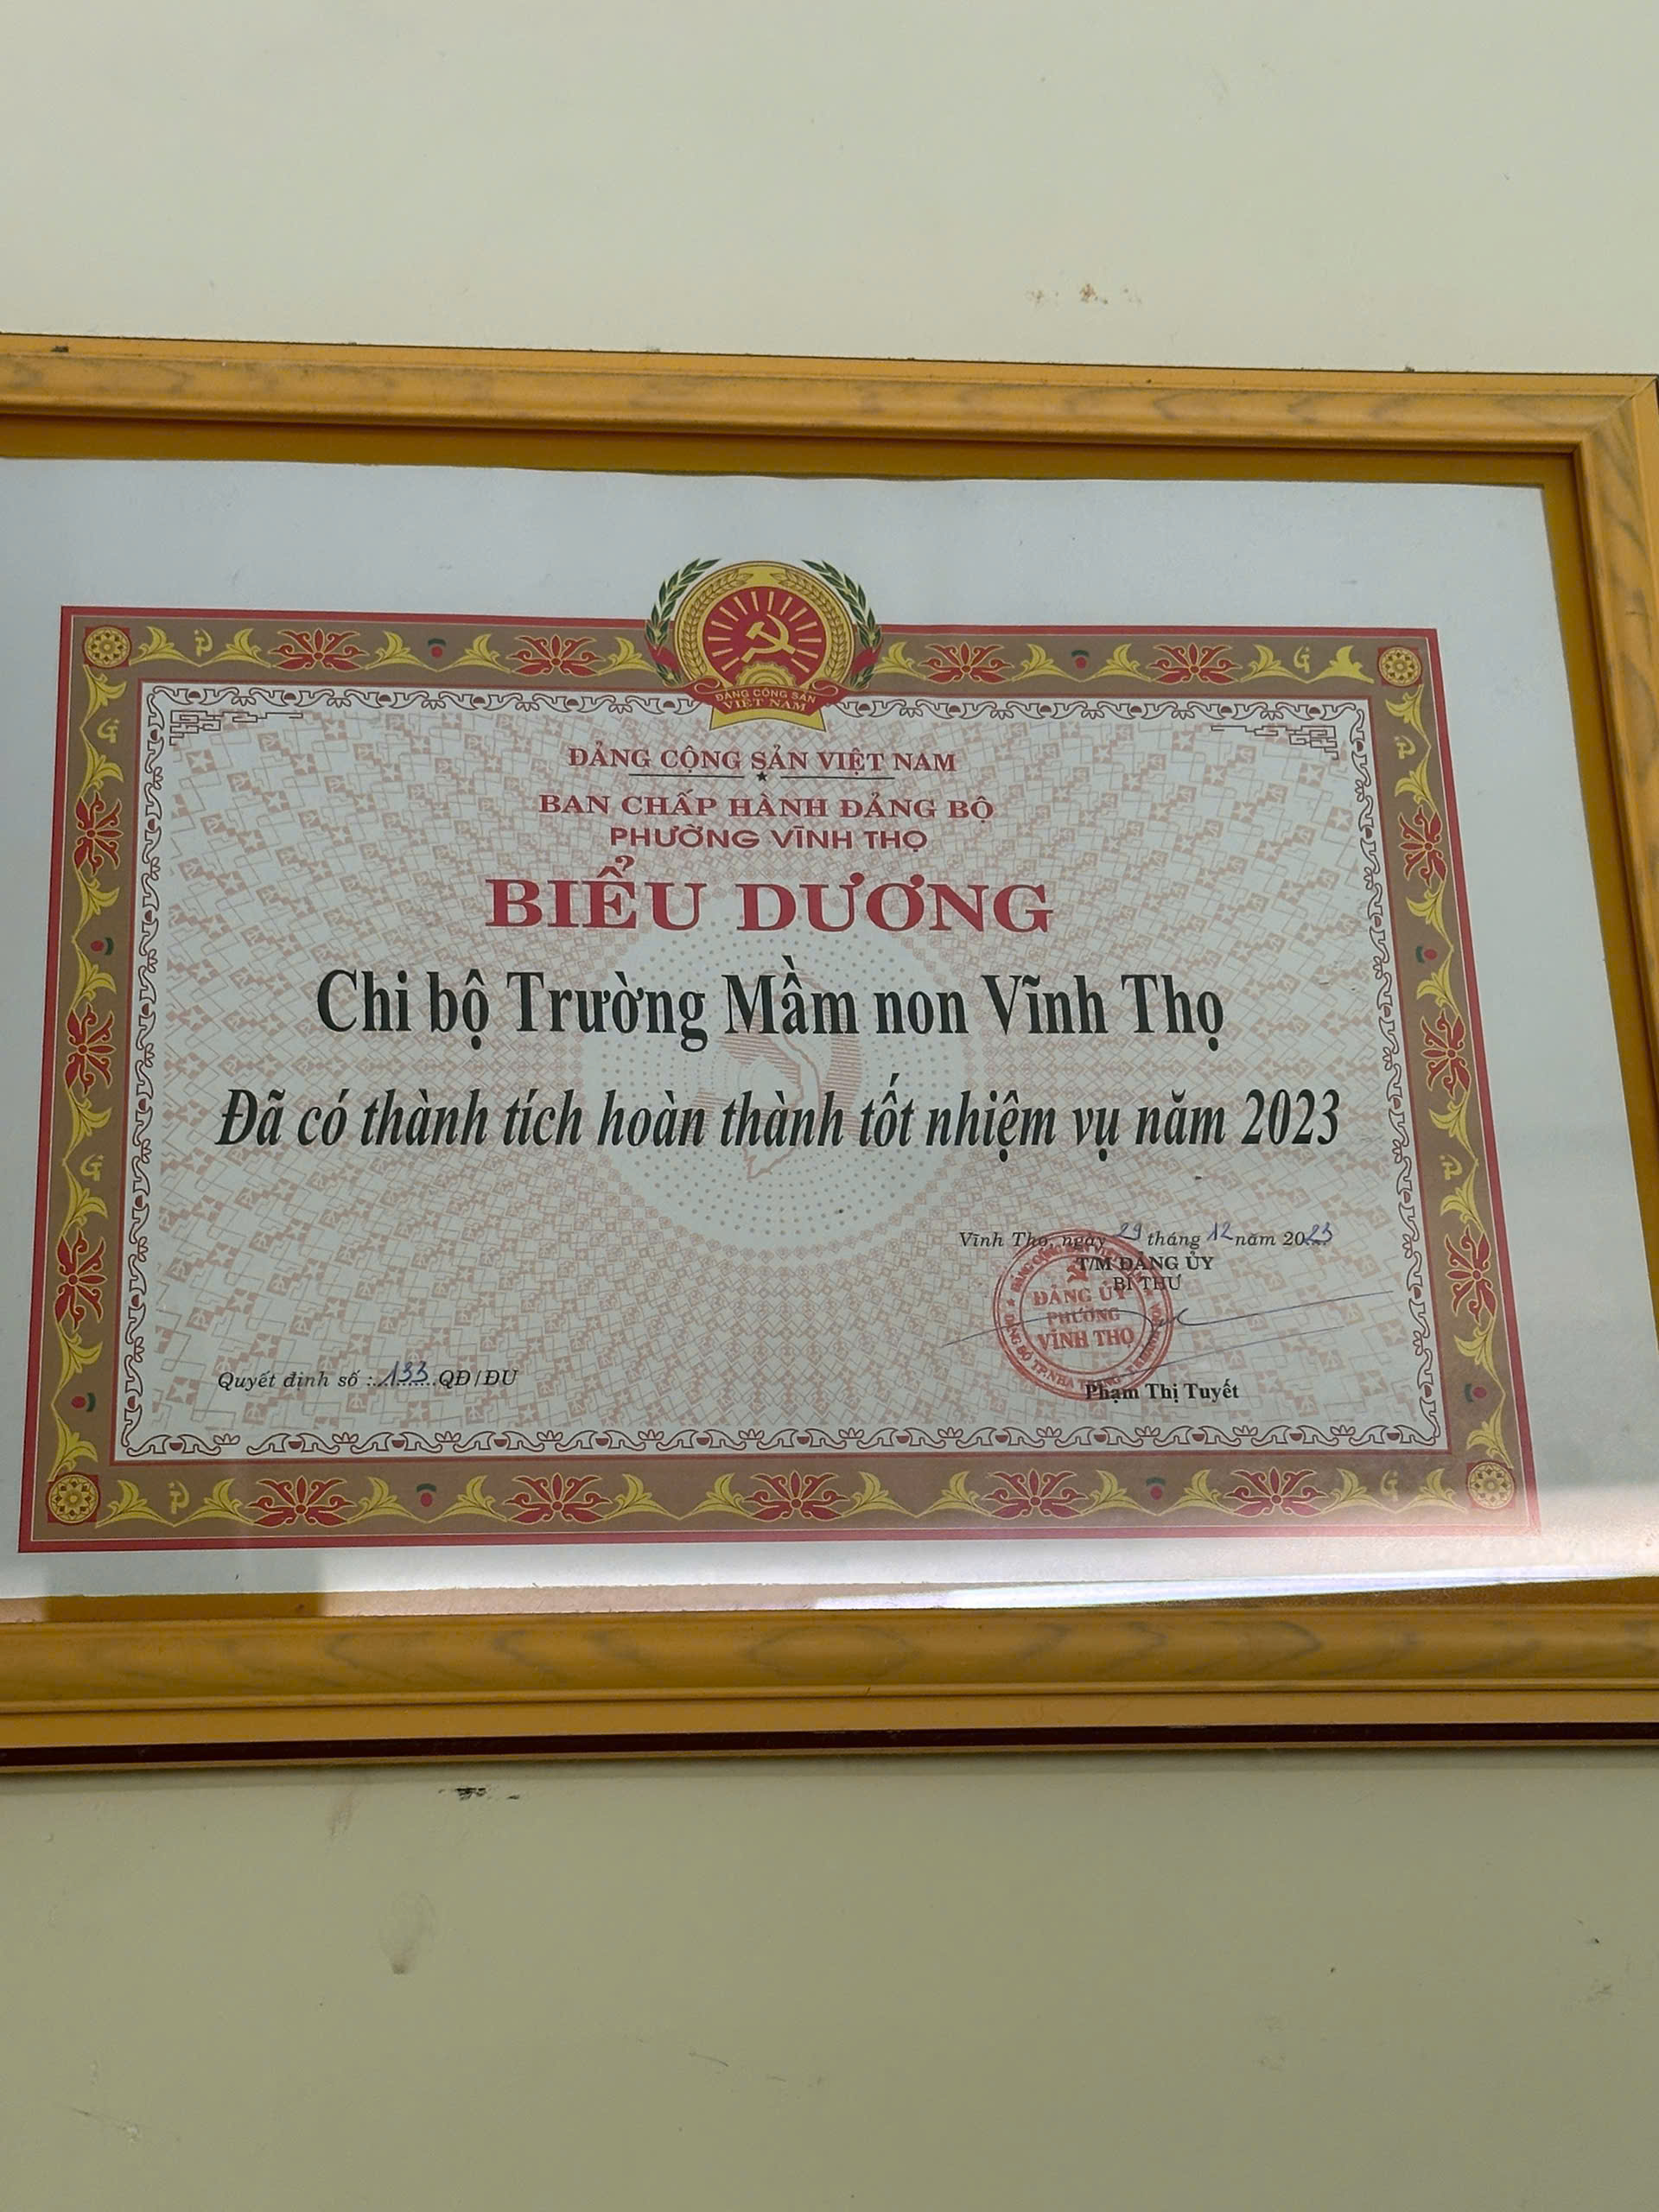 ĐẢNG CỘNG SẢN
VIỆT NAM
ĐẢNG CỘNG SẢN VIỆT NAM
BAN CHẤP HÀNH ĐẢNG BỘ
PHƯỜNG VĨNH THỌ
BIỂU DƯƠNG
Chi bộ Trường Mầm non Vĩnh Thọ
Đã có thành tích hoàn thành tốt nhiệm vụ năm 2023
Vĩnh Thọ, ngày 29 tháng 12 năm 2023
T/M ĐẢNG ỦY
BÍ THƯ
ĐẢNG ỦY
PHƯỜNG
VĨNH THỌ
Quyết định số :....133....QĐ/ĐU
Phạm Thị Tuyết